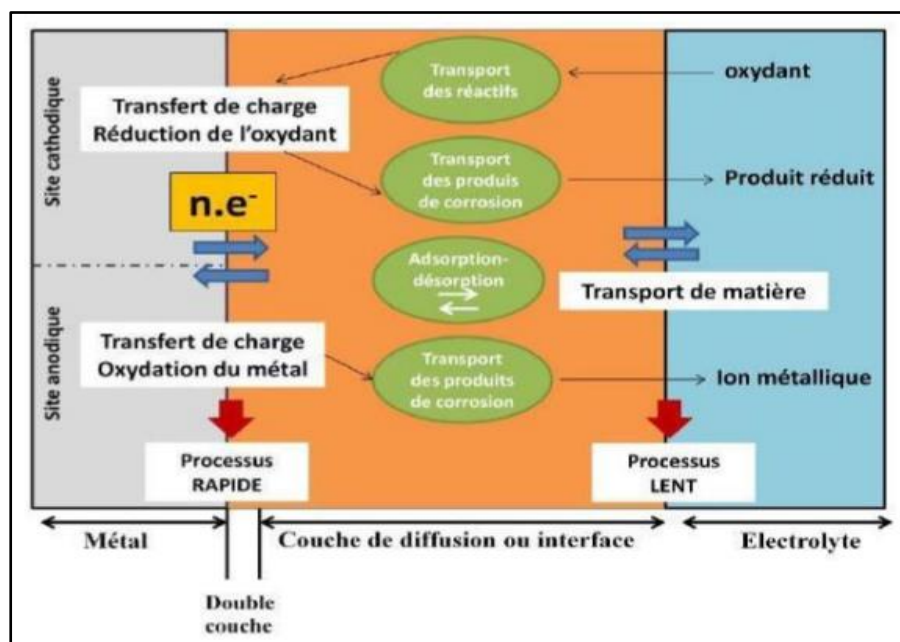 Site cathodique
Site anodique
Transport
des réactifs
oxydant
Transfert de charge
Réduction de l'oxydant
Transport
des produis
de corrosion
Produit réduit
n.e-
Adsorption-
désorption
Transport de matière
Transfert de charge
Oxydation du métal
Transport
des produits
de corrosion
Ion métallique
Processus
RAPIDE
Processus
LENT
Métal
Couche de diffusion ou interface
Electrolyte
Double
couche